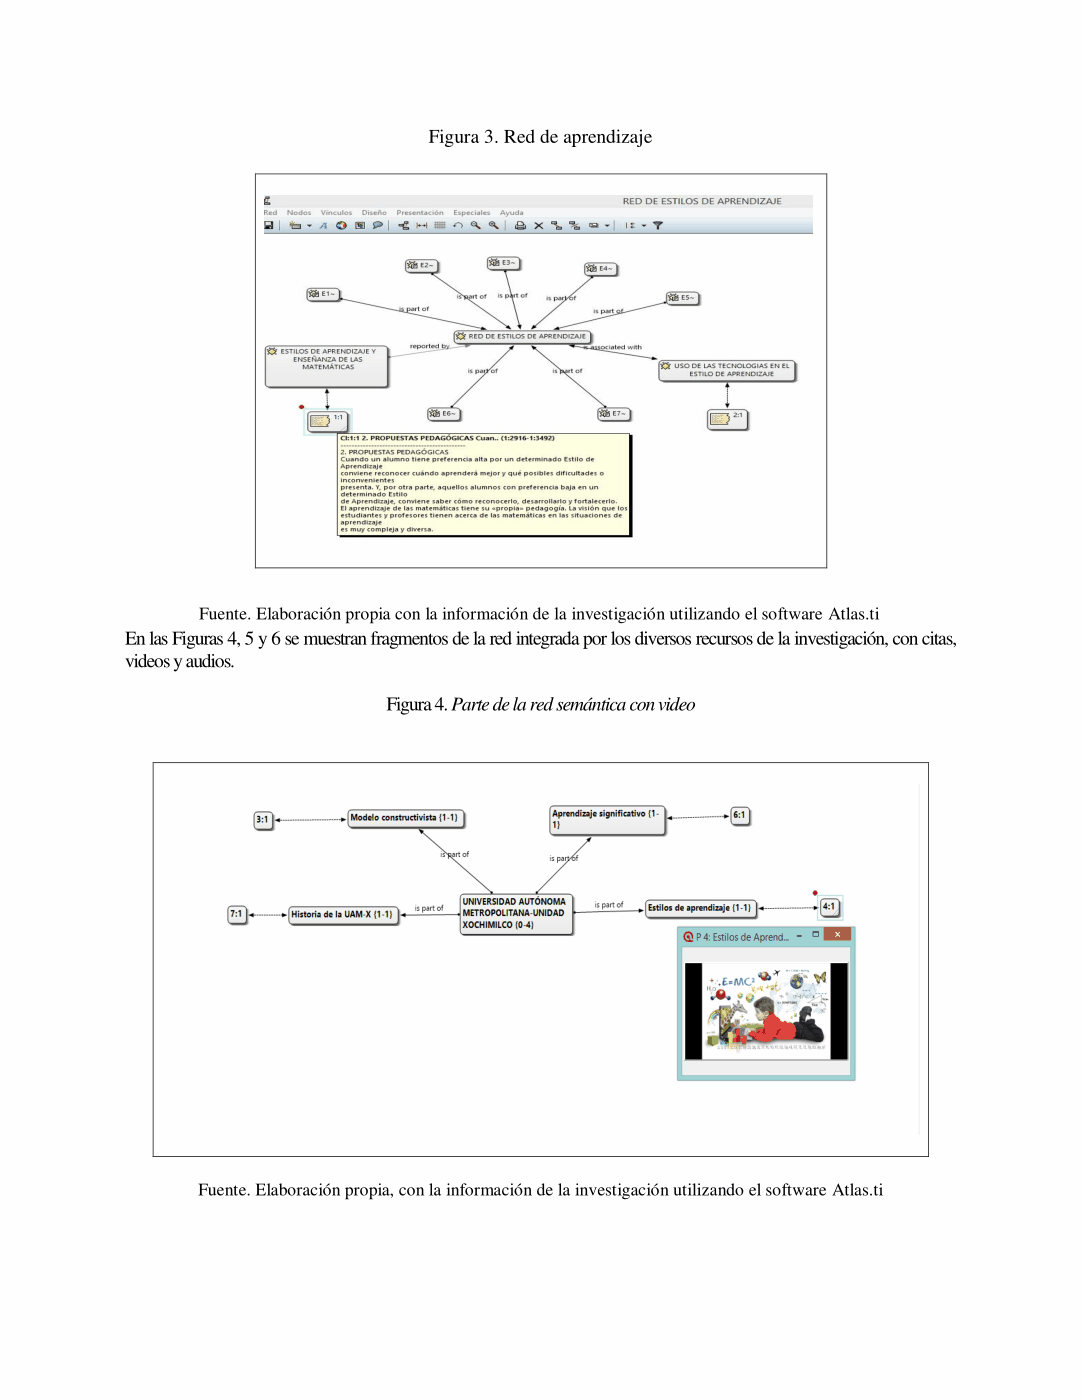 Figura 3. Red de aprendizaje
RED DE ESTILOS DE APRENDIZAJE
Red Nodos Vínculos Diseño Presentación Especiales Ayuda
E1~
E2~
E3~
E4~
E5~
is part of
is part of
is part of
is part of
is part of
RED DE ESTILOS DE APRENDIZAJE
reported by
is associated with
ESTILOS DE APRENDIZAJE Y
ENSEÑANZA DE LAS
MATEMÁTICAS
USO DE LAS TECNOLOGIAS EN EL
ESTILO DE APRENDIZAJE
is part of
is part of
1:1
E6~
E7~
2:1
CI:1:1 2. PROPUESTAS PEDAGÓGICAS Cuan.. (1:2916-1:3492)
----------------------------------------
2. PROPUESTAS PEDAGÓGICAS
Cuando un alumno tiene preferencia alta por un determinado Estilo de
Aprendizaje
conviene reconocer cuándo aprenderá mejor y qué posibles dificultades o
inconvenientes
presenta. Y, por otra parte, aquellos alumnos con preferencia baja en un
determinado Estilo
de Aprendizaje, conviene saber cómo reconocerlo, desarrollarlo y fortalecerlo.
El aprendizaje de las matemáticas tiene su «propia» pedagogía. La visión que los
estudiantes y profesores tienen acerca de las matemáticas en las situaciones de
aprendizaje
es muy compleja y diversa.
Fuente. Elaboración propia con la información de la investigación utilizando el software Atlas.ti
En las Figuras 4, 5 y 6 se muestran fragmentos de la red integrada por los diversos recursos de la investigación, con citas,
videos y audios.
Figura 4. Parte de la red semántica con video
3:1
Modelo constructivista {1-1}
Aprendizaje significativo {1-
1}
6:1
is part of
is part of
7:1
Historia de la UAM-X {1-1}
is part of
UNIVERSIDAD AUTÓNOMA
METROPOLITANA-UNIDAD
XOCHIMILCO {0-4}
is part of
Estilos de aprendizaje {1-1}
4:1
P 4: Estilos de Aprend...
E=MC²
Fuente. Elaboración propia, con la información de la investigación utilizando el software Atlas.ti